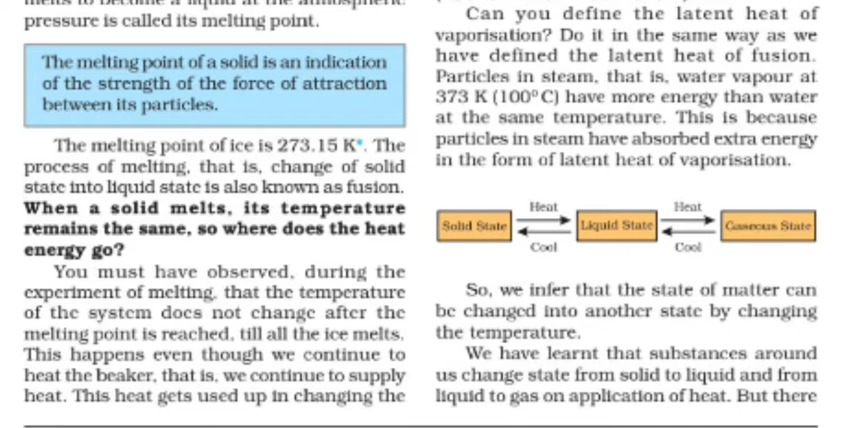 melts to become a liquid at the atmospheric
pressure is called its melting point.
The melting point of a solid is an indication
of the strength of the force of attraction
between its particles.
The melting point of ice is 273.15 K*. The
process of melting, that is, change of solid
state into liquid state is also known as fusion.
When a solid melts, its temperature
remains the same, so where does the heat
energy go?
You must have observed, during the
experiment of melting, that the temperature
of the system does not change after the
melting point is reached, till all the ice melts.
This happens even though we continue to
heat the beaker, that is, we continue to supply
heat. This heat gets used up in changing the
Can you define the latent heat of
vaporisation? Do it in the same way as we
have defined the latent heat of fusion.
Particles in steam, that is, water vapour at
373 K (100°C) have more energy than water
at the same temperature. This is because
particles in steam have absorbed extra energy
in the form of latent heat of vaporisation.
Heat Heat
Solid State Liquid State Gaseous State
Cool Cool
So, we infer that the state of matter can
be changed into another state by changing
the temperature.
We have learnt that substances around
us change state from solid to liquid and from
liquid to gas on application of heat. But there